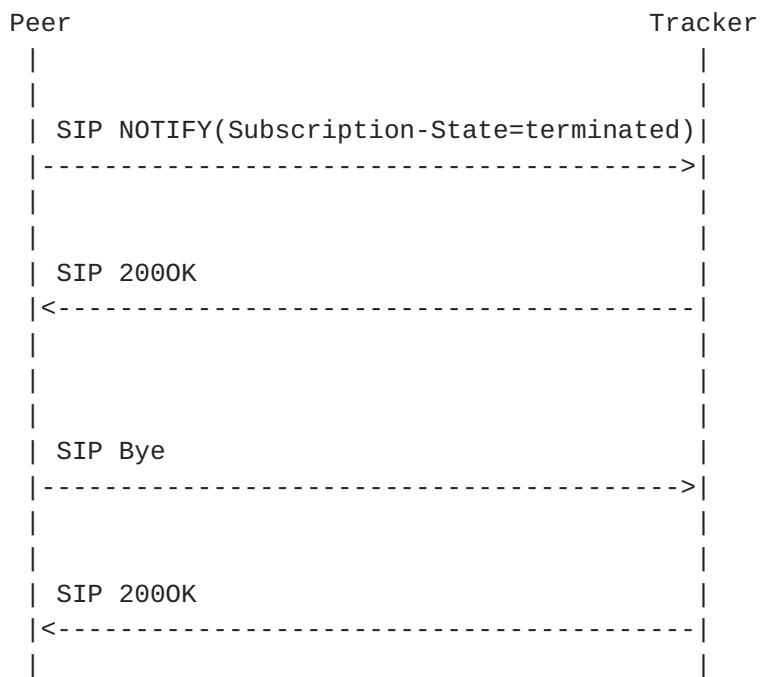 Peer Tracker
SIP NOTIFY(Subscription-State=terminated)
SIP 200OK
SIP Bye
SIP 200OK